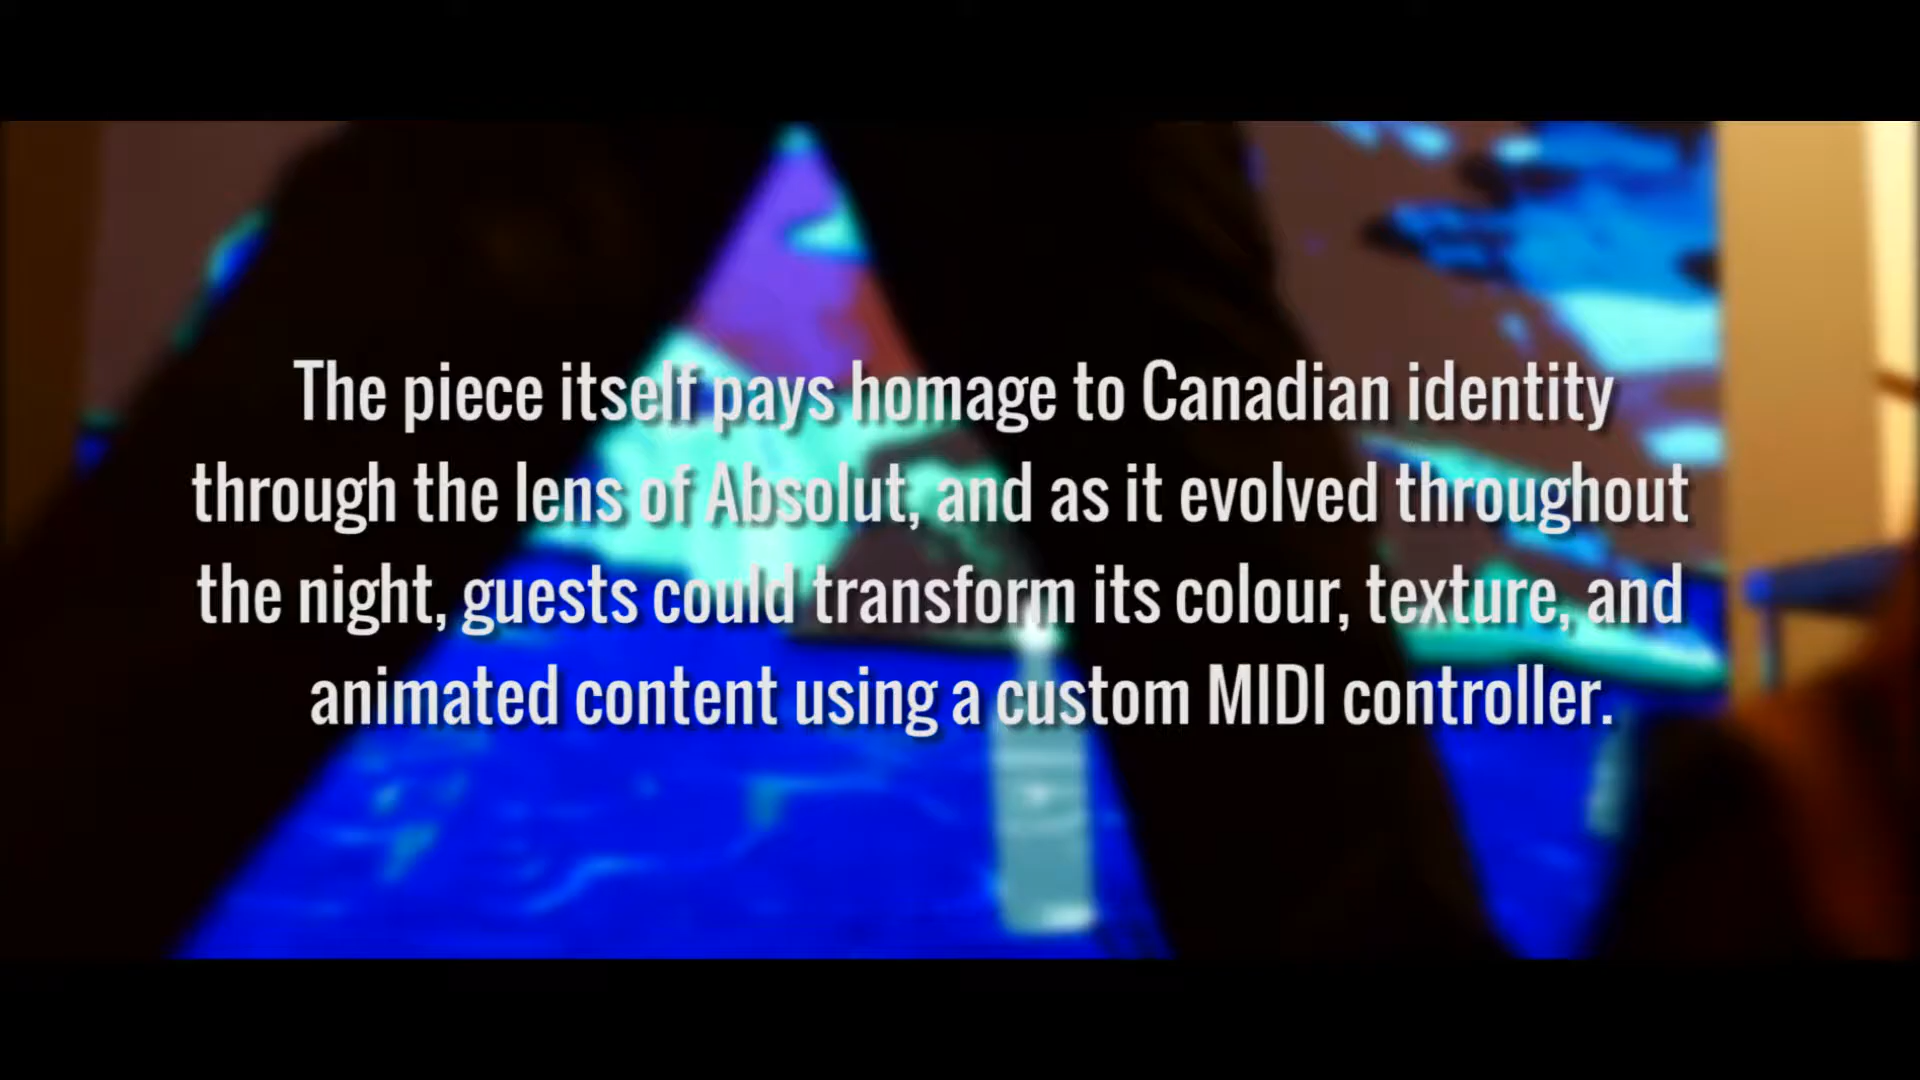 The piece itself pays homage to Canadian identity
through the lens of Absolut, and as it evolved throughout
the night, guests could transform its colour, texture, and
animated content using a custom MIDI controller.